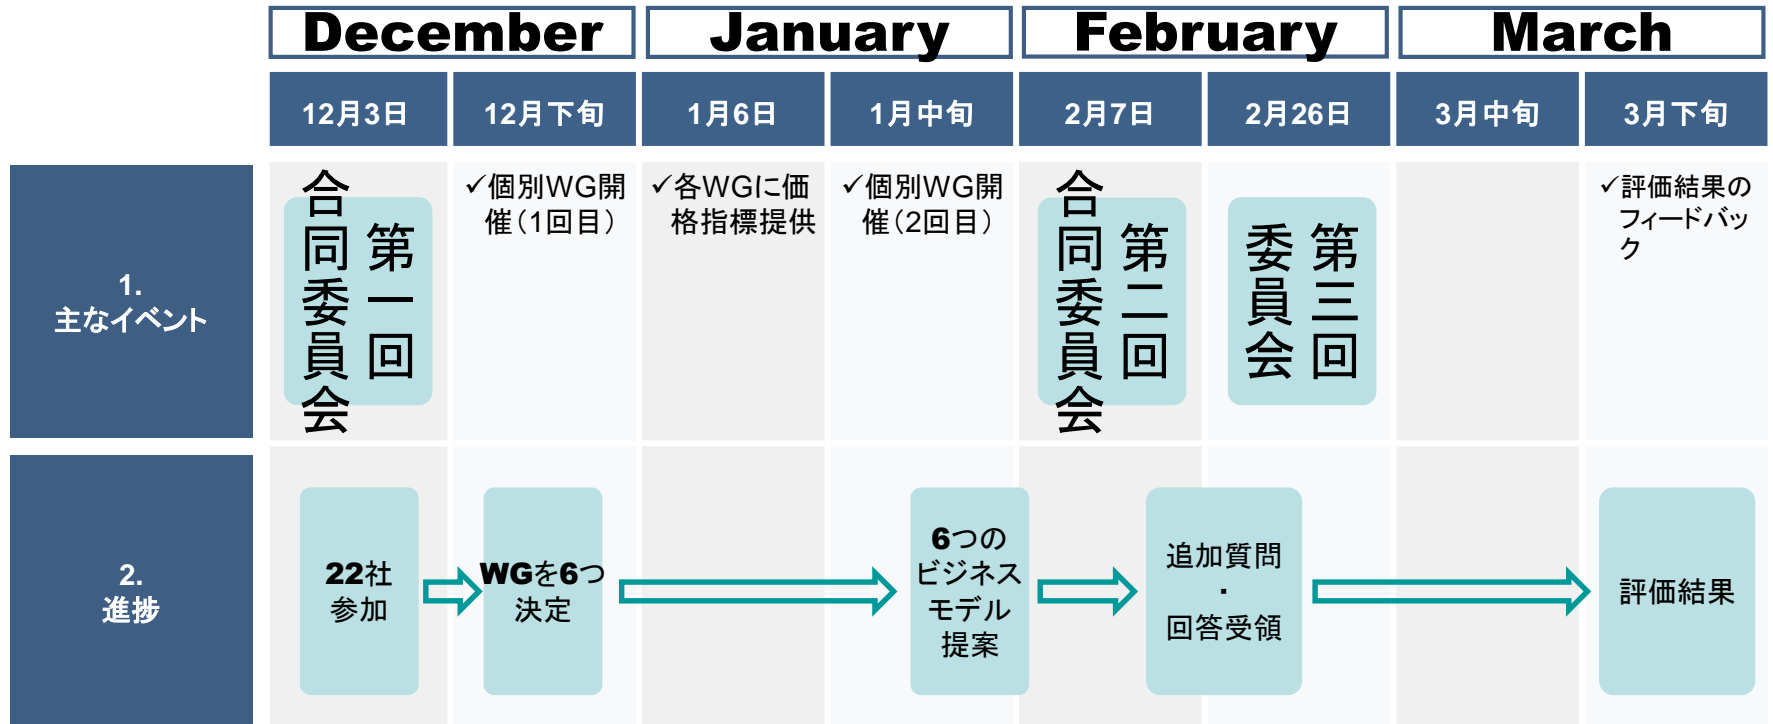 December
January
February
March
12月3日
12月下旬
1月6日
1月中旬
2月7日
2月26日
3月中旬
3月下旬
1.
主なイベント
第一回
合同委員会
✓個別WG開
催（1回目）
✓各WGに価
格指標提供
✓個別WG開
催（2回目）
第二回
合同委員会
第三回
委員会
✓評価結果の
フィードバッ
ク
2.
進捗
22社
参加
WGを6つ
決定
6つの
ビジネス
モデル
提案
追加質問
・
回答受領
評価結果